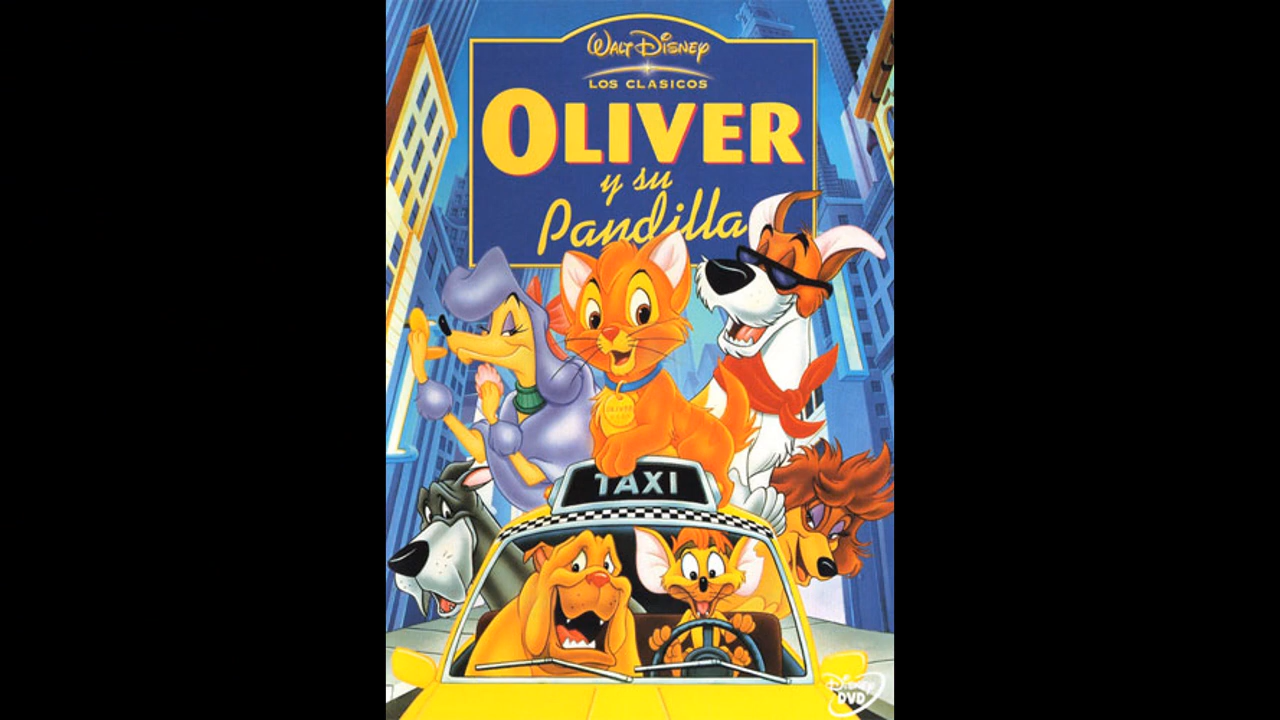 WALT DISNEY
LOS CLASICOS
OLIVER
y su
Pandilla
TAXI
Disney
DVD